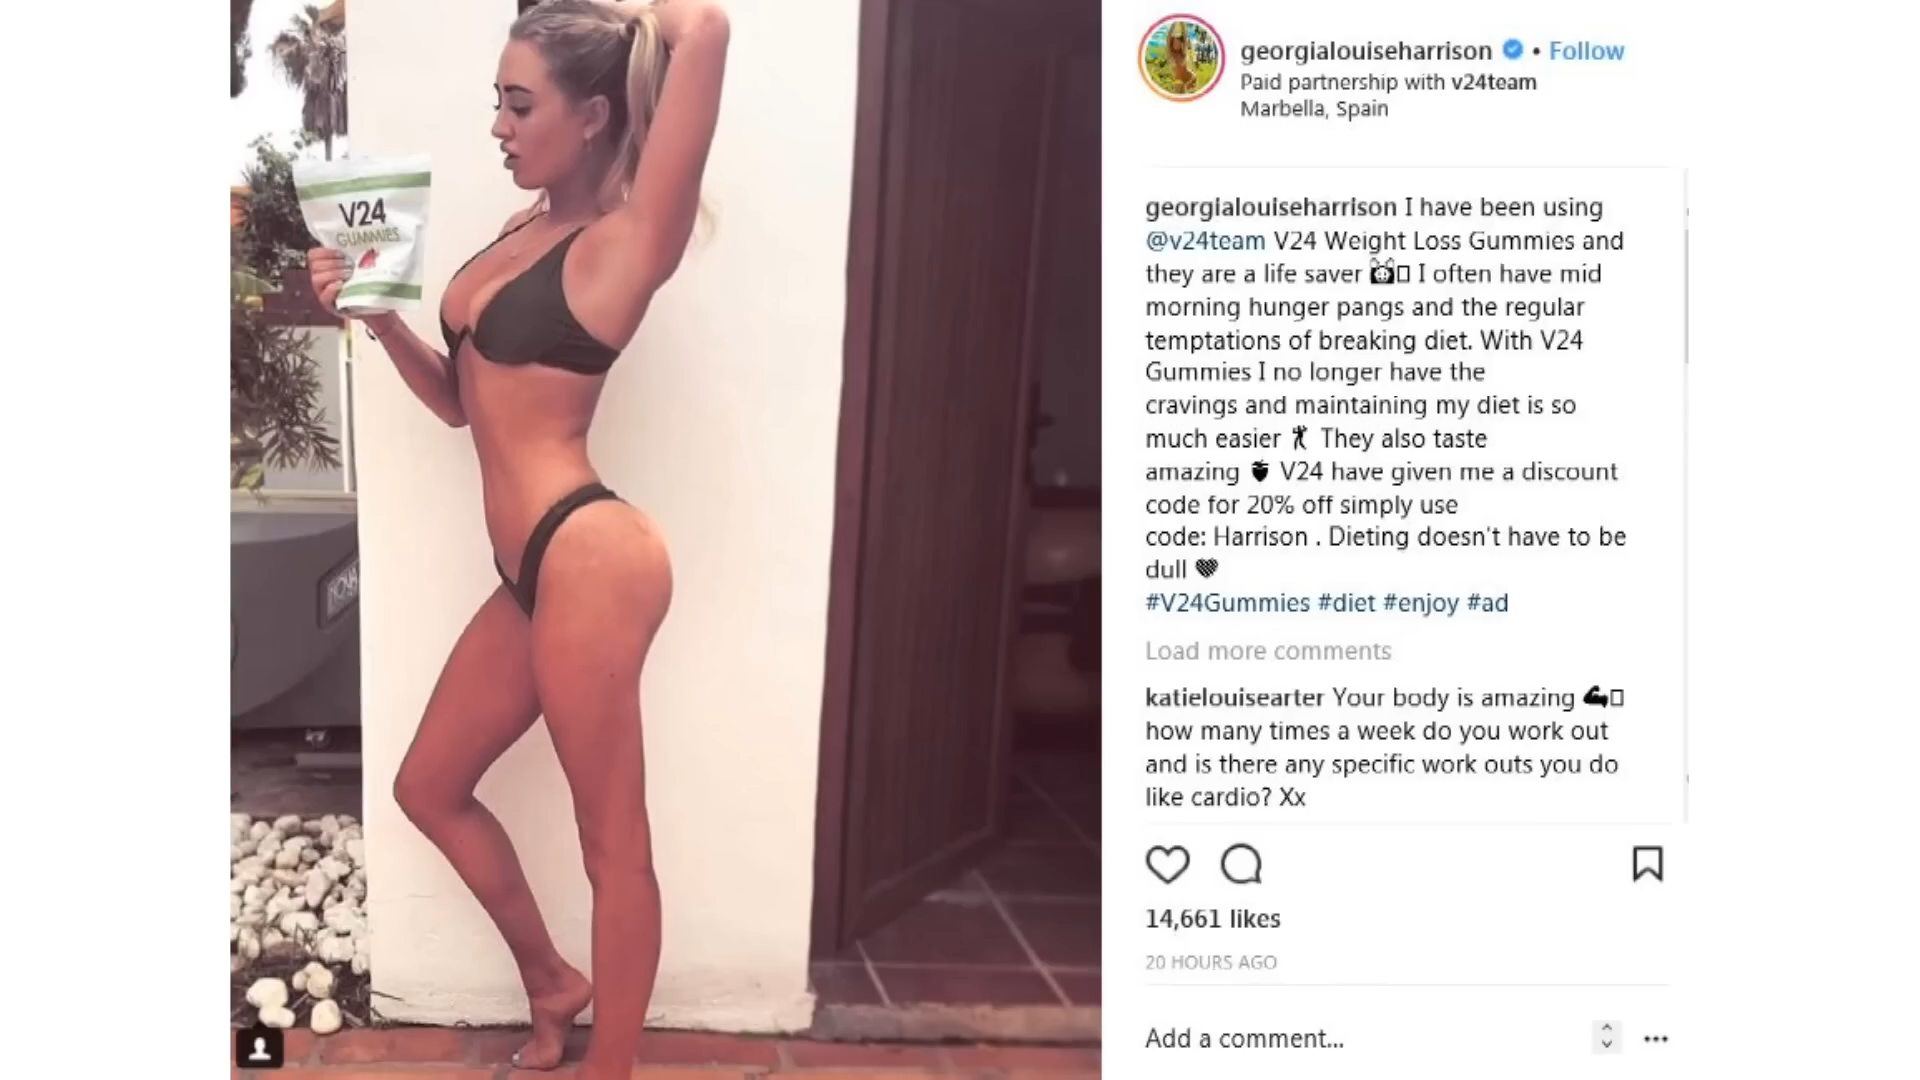 V24
GUMMIES
georgialouiseharrison • Follow
Paid partnership with v24team
Marbella, Spain
georgialouiseharrison I have been using
@v24team V24 Weight Loss Gummies and
they are a life saver I often have mid
morning hunger pangs and the regular
temptations of breaking diet. With V24
Gummies I no longer have the
cravings and maintaining my diet is so
much easier They also taste
amazing V24 have given me a discount
code for 20% off simply use
code: Harrison . Dieting doesn't have to be
dull
#V24Gummies #diet #enjoy #ad
Load more comments
katielouisearter Your body is amazing
how many times a week do you work out
and is there any specific work outs you do
like cardio? Xx
14,661 likes
20 HOURS AGO
Add a comment...